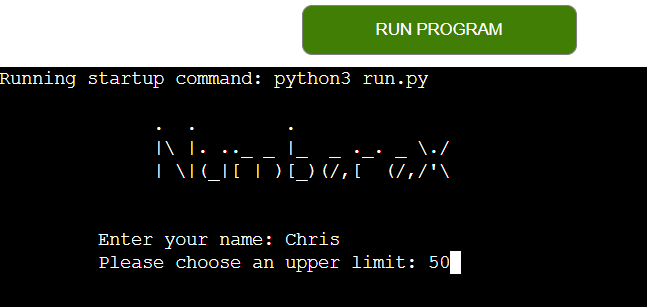 RUN PROGRAM
Running startup command: python3 run.py
Enter your name: Chris
Please choose an upper limit: 50